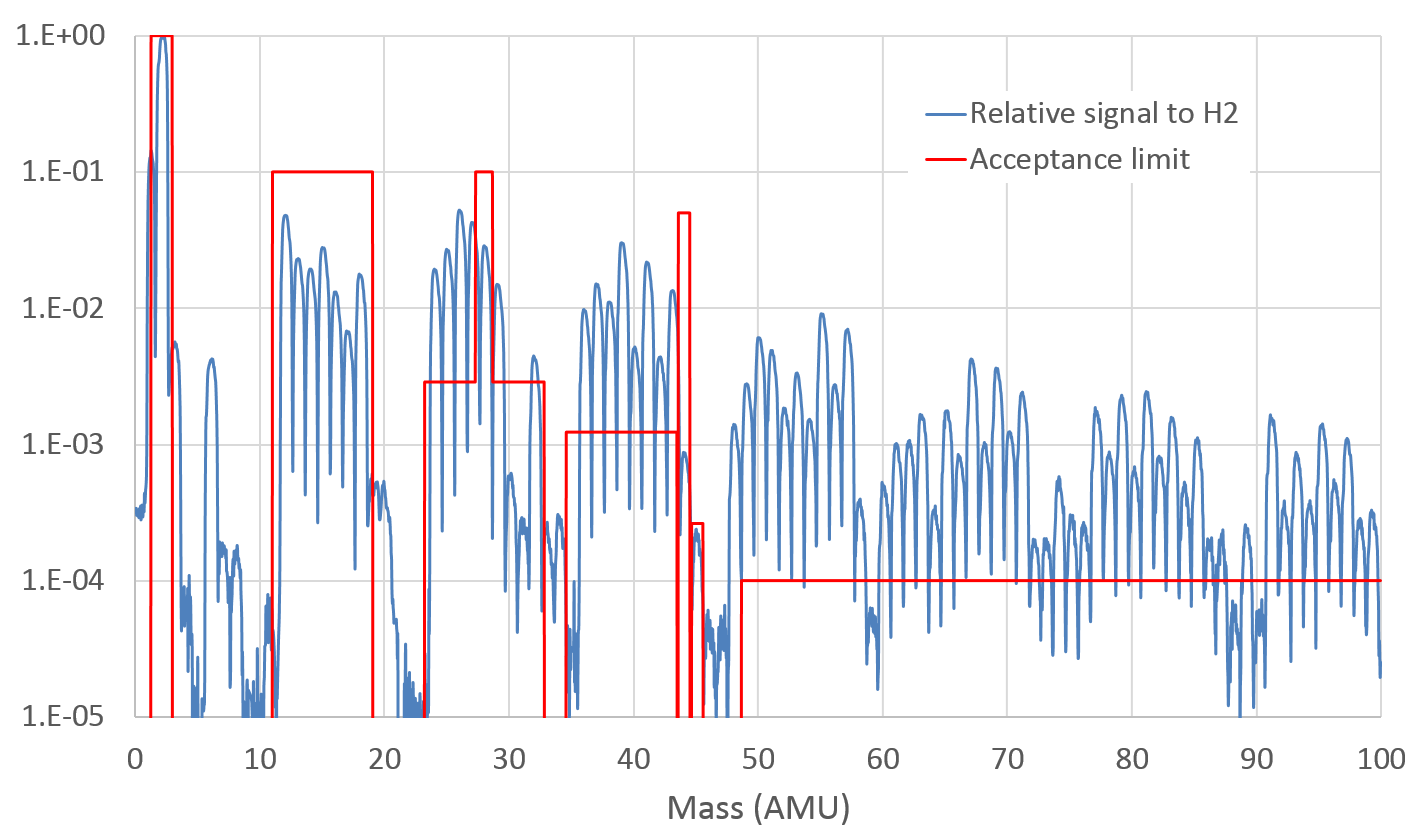 1.E+00
1.E-01
1.E-02
1.E-03
1.E-04
1.E-05
0 10 20 30 40 50 60 70 80 90 100
Mass (AMU)
Relative signal to H2
Acceptance limit